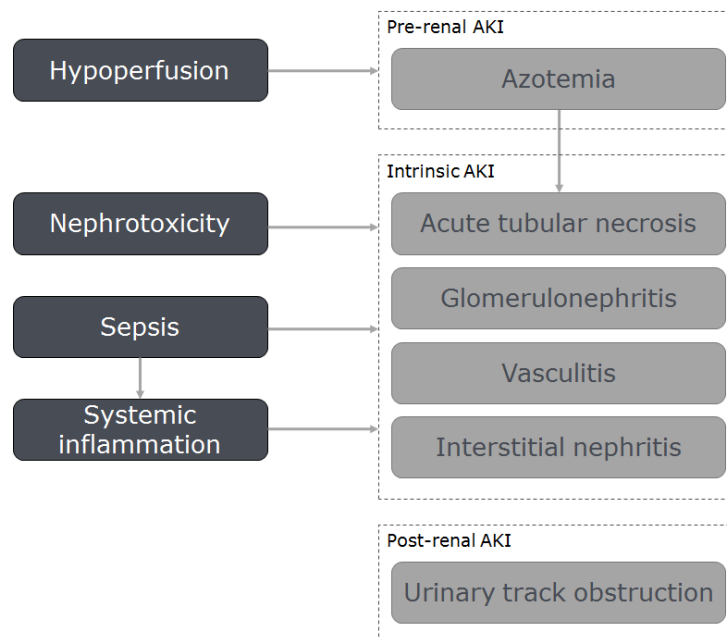 Pre-renal AKI
Hypoperfusion
Azotemia
Intrinsic AKI
Nephrotoxicity
Acute tubular necrosis
Glomerulonephritis
Sepsis
Vasculitis
Systemic
inflammation
Interstitial nephritis
Post-renal AKI
Urinary track obstruction